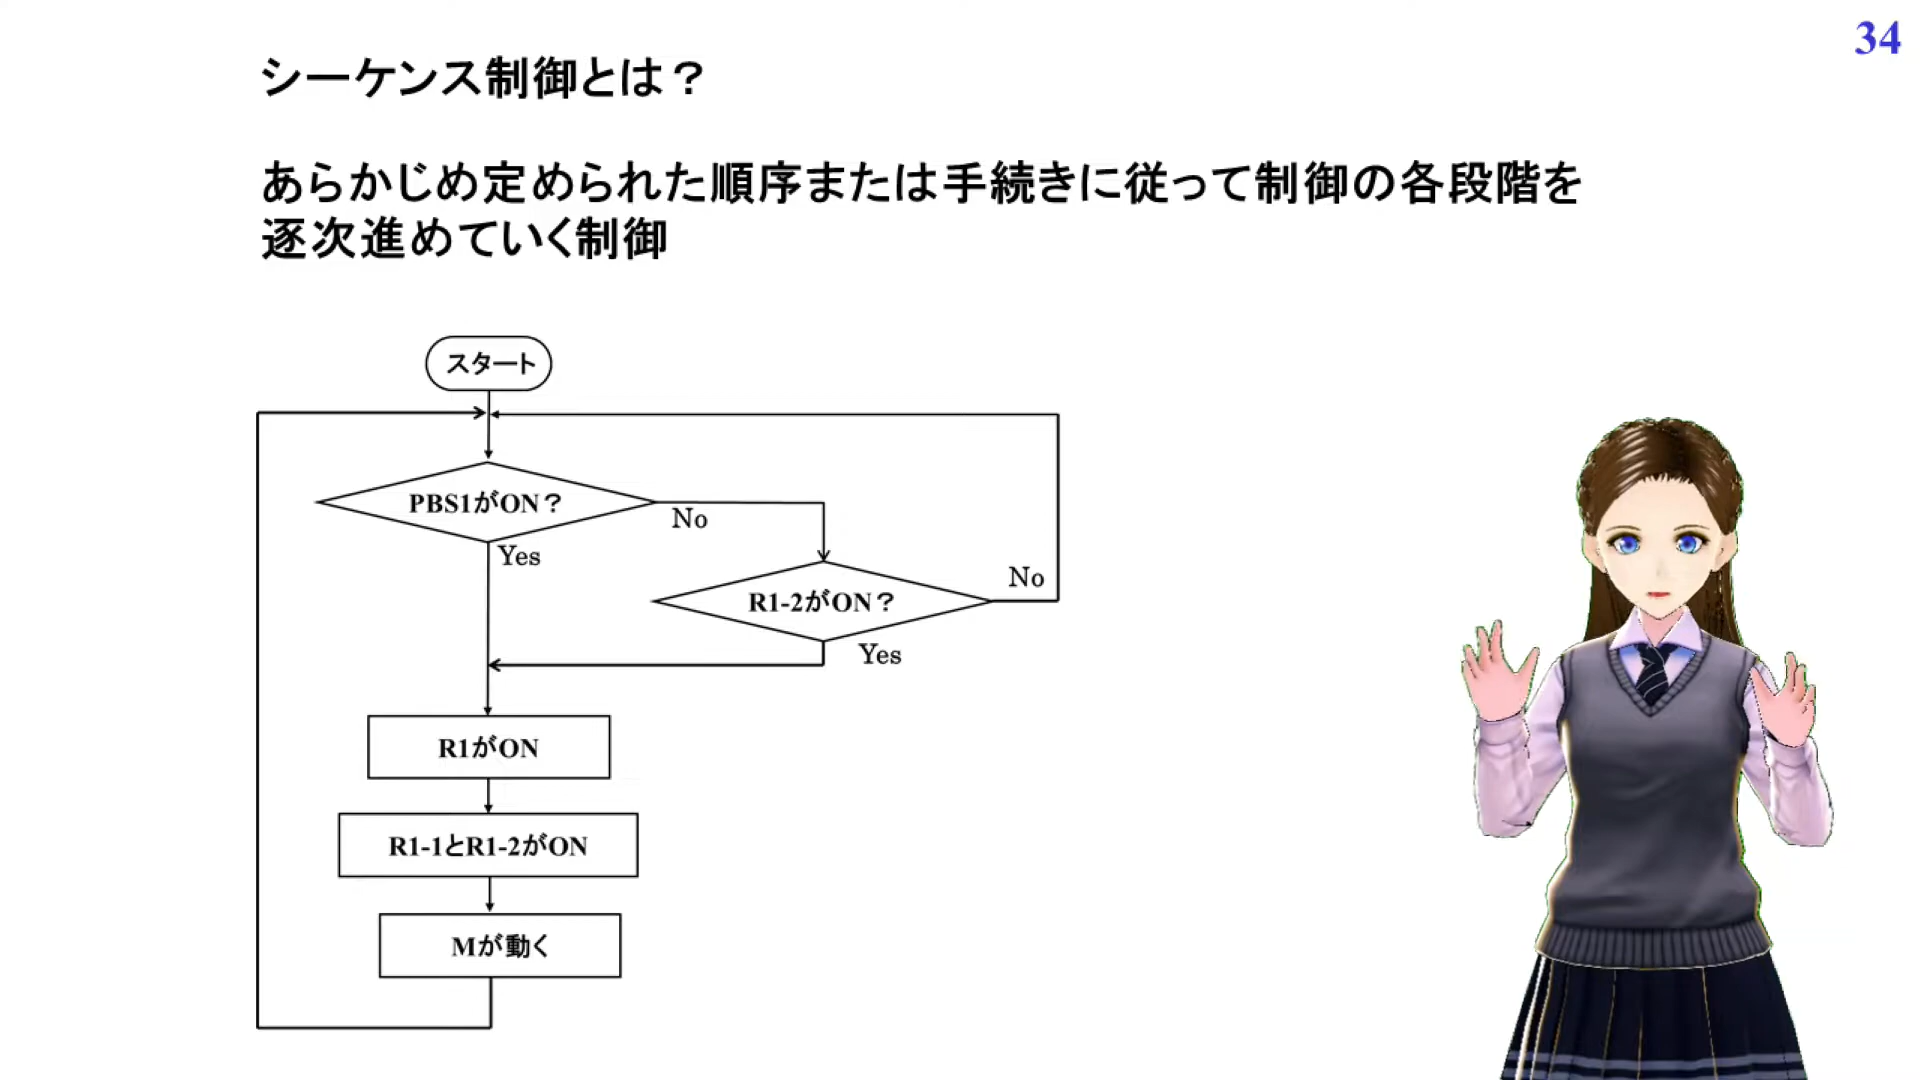 34
シーケンス制御とは？
あらかじめ定められた順序または手続きに従って制御の各段階を
逐次進めていく制御
スタート
PBS1がON？
No
Yes
R1-2がON？
No
Yes
R1がON
R1-1とR1-2がON
Mが動く